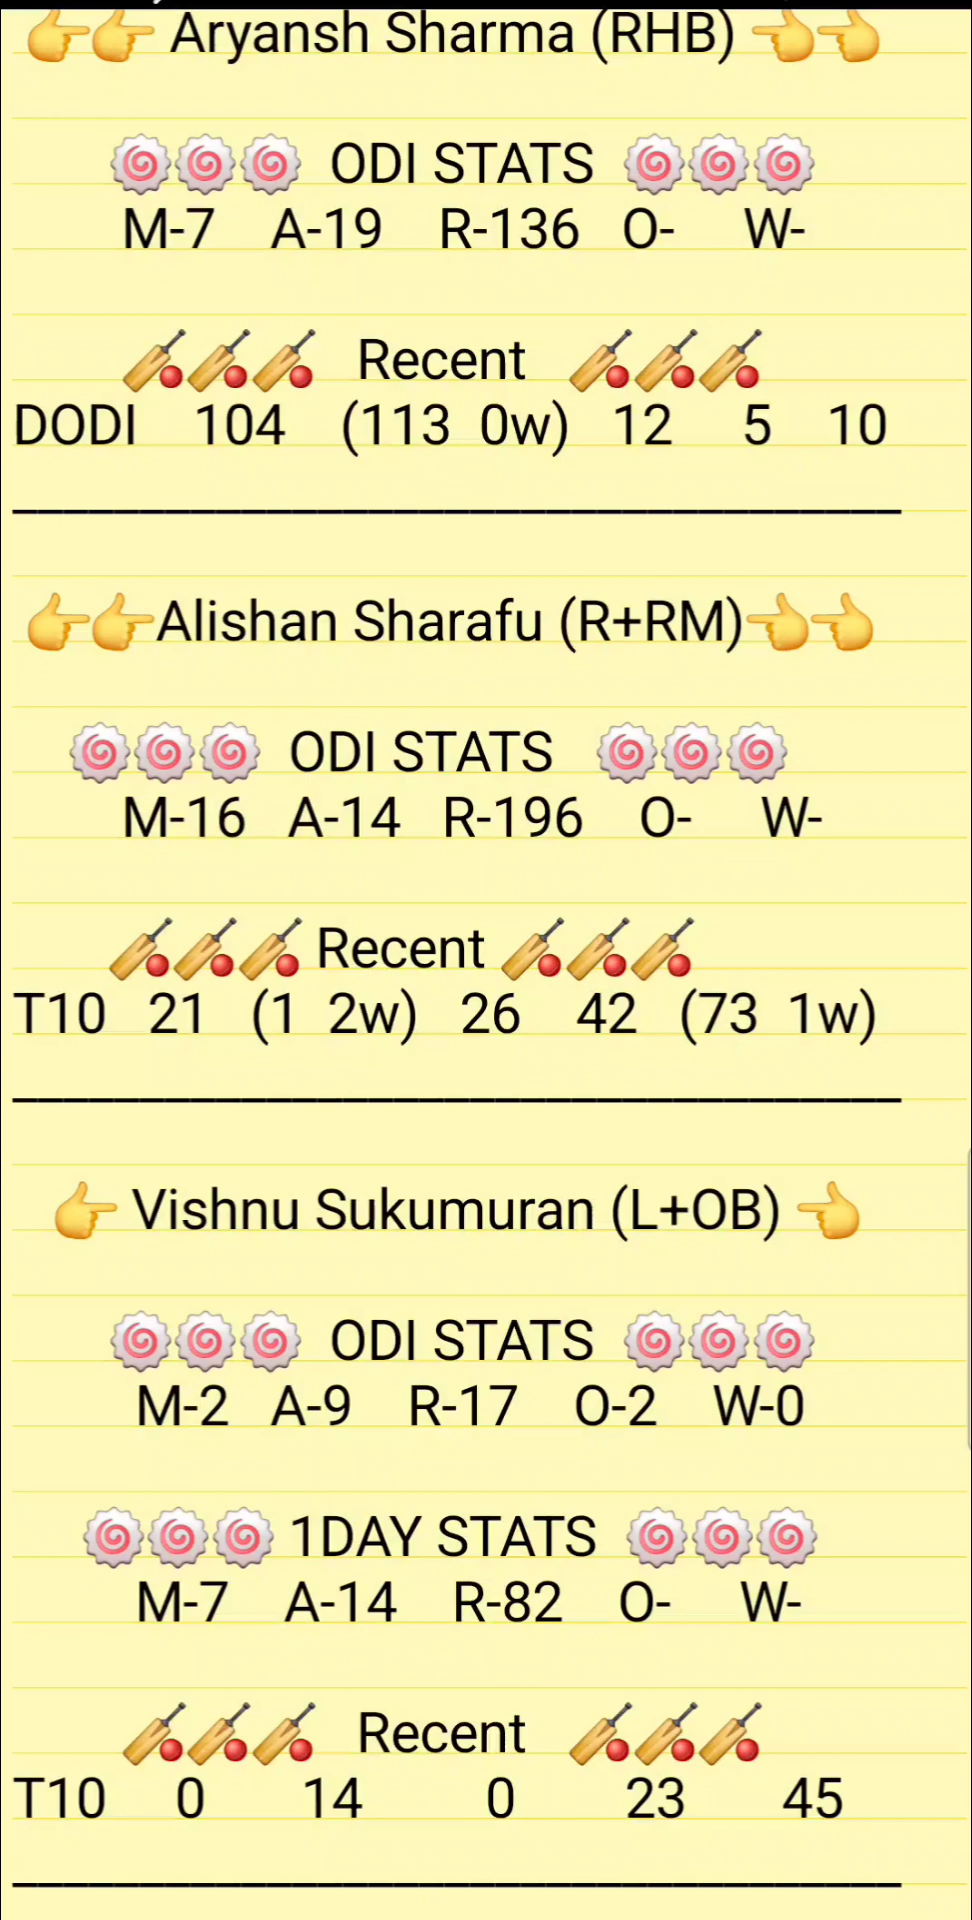 👉👉 Aryansh Sharma (RHB) 👈👈
🍥🍥🍥 ODI STATS 🍥🍥🍥
M-7 A-19 R-136 O- W-
🏏🏏🏏 Recent 🏏🏏🏏
DODI 104 (113 0w) 12 5 10
👉👉Alishan Sharafu (R+RM)👈👈
🍥🍥🍥 ODI STATS 🍥🍥🍥
M-16 A-14 R-196 O- W-
🏏🏏🏏 Recent 🏏🏏🏏
T10 21 (1 2w) 26 42 (73 1w)
👉 Vishnu Sukumuran (L+OB) 👈
🍥🍥🍥 ODI STATS 🍥🍥🍥
M-2 A-9 R-17 O-2 W-0
🍥🍥🍥 1DAY STATS 🍥🍥🍥
M-7 A-14 R-82 O- W-
🏏🏏🏏 Recent 🏏🏏🏏
T10 0 14 0 23 45